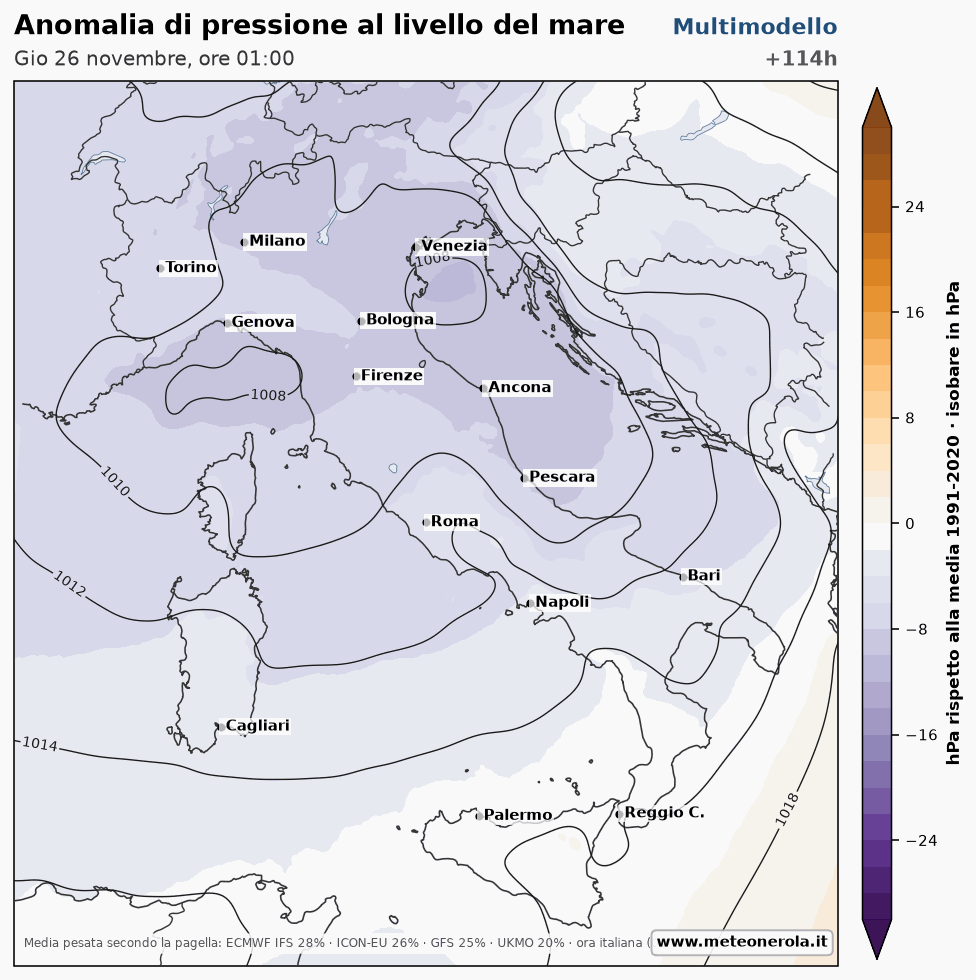 Anomalia di pressione al livello del mare
Multimodello
Gio 26 novembre, ore 01:00
+114h
Milano
Venezia
1008
Torino
Genova
Bologna
Firenze
Ancona
1008
1010
Pescara
Roma
1012
Bari
Napoli
Cagliari
1014
Palermo
Reggio C.
1018
24
16
8
0
−8
−16
−24
hPa rispetto alla media 1991-2020 · isobare in hPa
Media pesata secondo la pagella: ECMWF IFS 28% · ICON-EU 26% · GFS 25% · UKMO 20% · ora italiana (
www.meteonerola.it